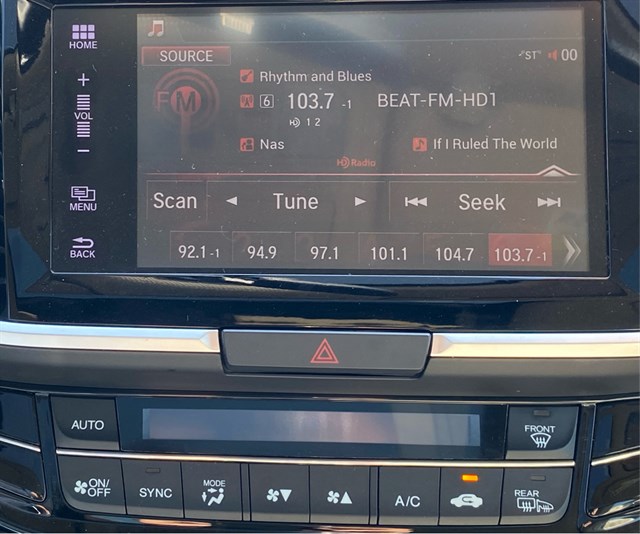 HOME
SOURCE
"ST" 00
Rhythm and Blues
FM
6 103.7 -1 BEAT-FM-HD1
HD 1 2
+
VOL
−
Nas If I Ruled The World
HD Radio
MENU
Scan Tune Seek
BACK
92.1-1 94.9 97.1 101.1 104.7 103.7-1
AUTO
FRONT
ON/
OFF
SYNC
MODE
A/C
REAR